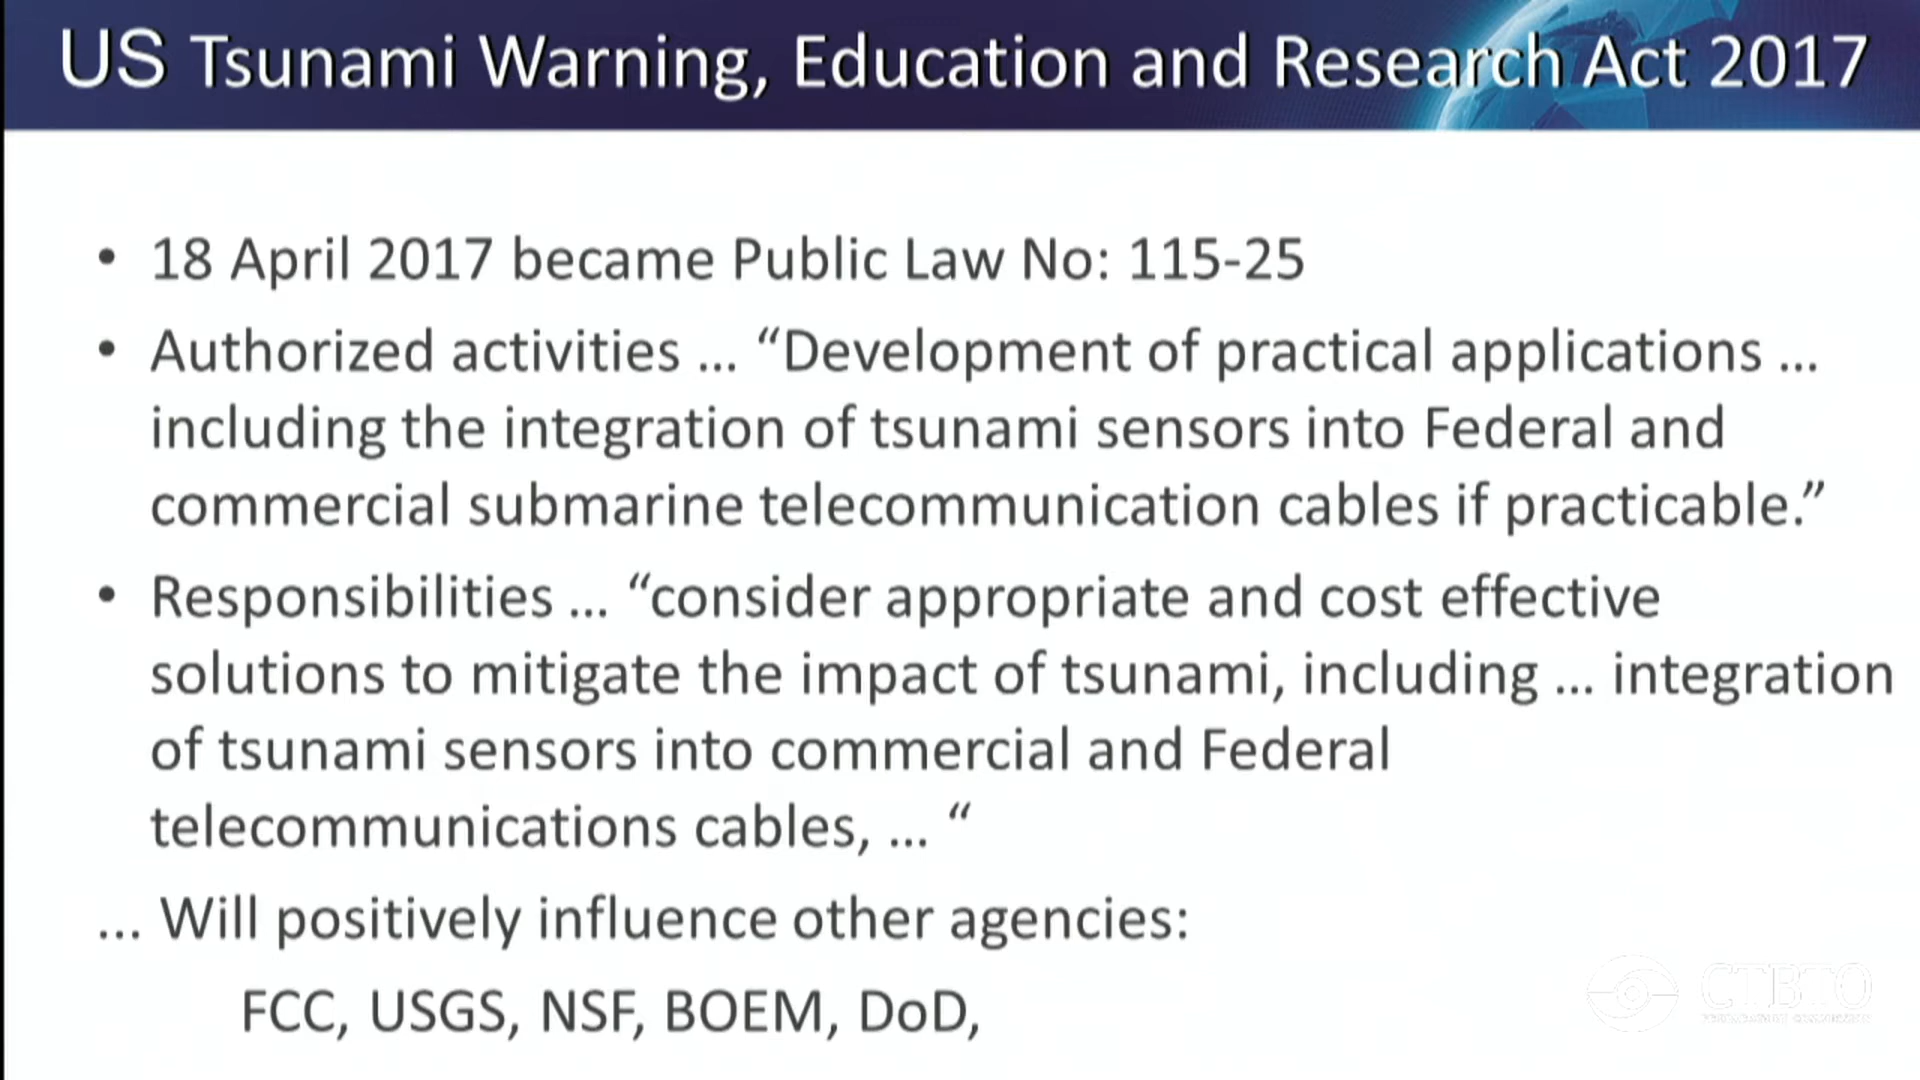 US Tsunami Warning, Education and Research Act 2017
• 18 April 2017 became Public Law No: 115-25
• Authorized activities ... “Development of practical applications ...
including the integration of tsunami sensors into Federal and
commercial submarine telecommunication cables if practicable.”
• Responsibilities ... “consider appropriate and cost effective
solutions to mitigate the impact of tsunami, including ... integration
of tsunami sensors into commercial and Federal
telecommunications cables, ... “
... Will positively influence other agencies:
FCC, USGS, NSF, BOEM, DoD,
CTBTO